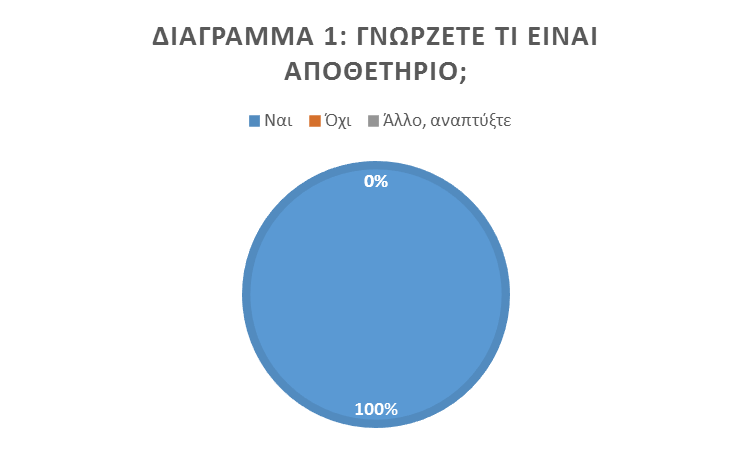 ΔΙΑΓΡΑΜΜΑ 1: ΓΝΩΡΖΕΤΕ ΤΙ ΕΙΝΑΙ
ΑΠΟΘΕΤΗΡΙΟ;
Ναι Όχι Άλλο, αναπτύξτε
0%
100%